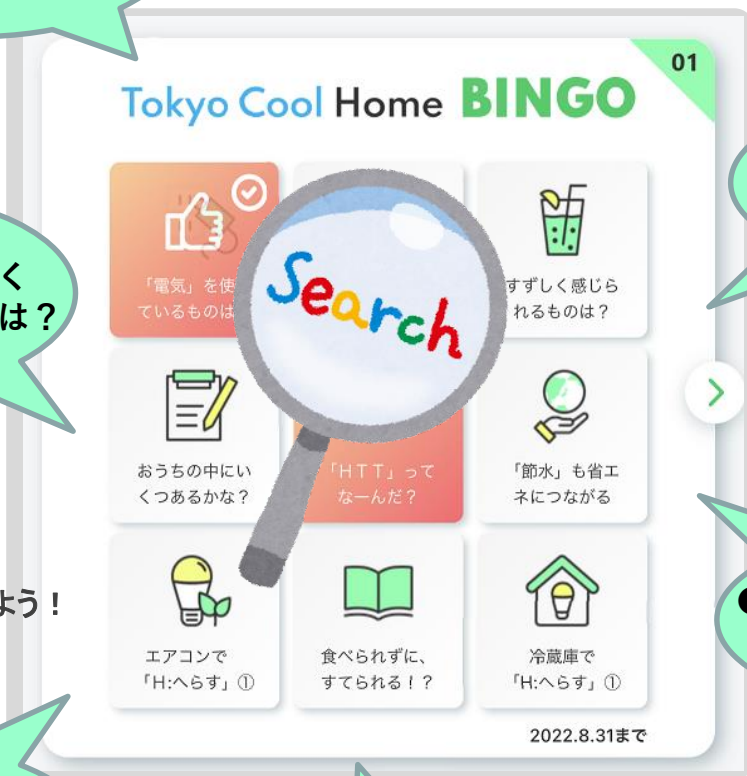 01
Tokyo Cool Home BINGO
く
は？
「電気」を使
ているものは
Search
すずしく感じら
れるものは？
おうちの中にい
くつあるかな？
「HTT」って
なーんだ？
「節水」も省エ
ネにつながる
よう！
エアコンで
「H:へらす」①
食べられずに、
すてられる！？
冷蔵庫で
「H:へらす」①
2022.8.31まで